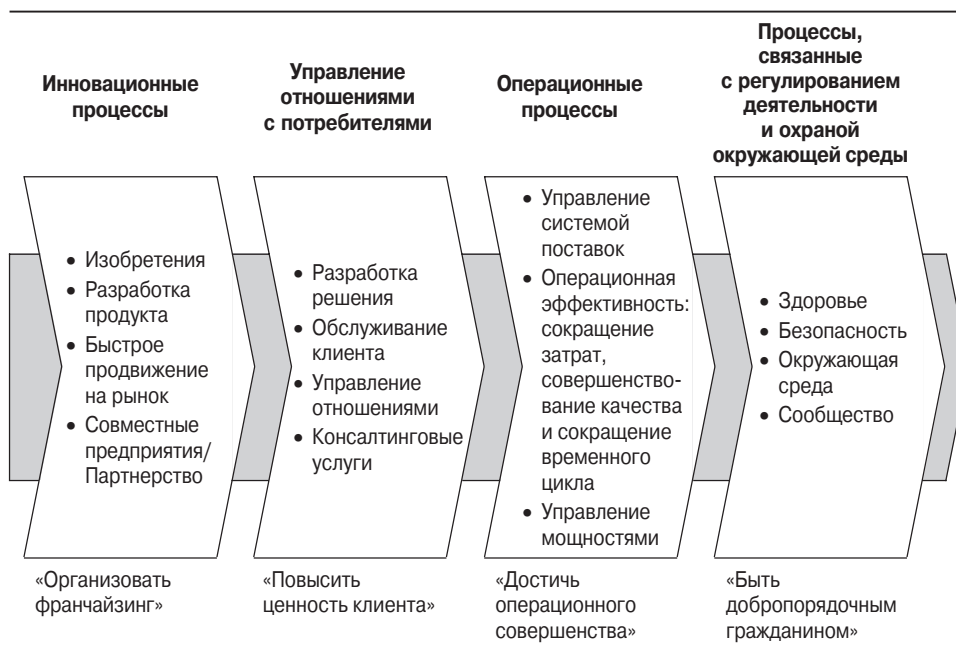 Инновационные
процессы
Управление
отношениями
с потребителями
Операционные
процессы
Процессы,
связанные
с регулированием
деятельности
и охраной
окружающей среды
• Изобретения
• Разработка
продукта
• Быстрое
продвижение
на рынок
• Совместные
предприятия/
Партнерство
• Разработка
решения
• Обслуживание
клиента
• Управление
отношениями
• Консалтинговые
услуги
• Управление
системой
поставок
• Операционная
эффективность:
сокращение
затрат,
совершенство-
вание качества
и сокращение
временного
цикла
• Управление
мощностями
• Здоровье
• Безопасность
• Окружающая
среда
• Сообщество
«Организовать
франчайзинг»
«Повысить
ценность клиента»
«Достичь
операционного
совершенства»
«Быть
добропорядочным
гражданином»